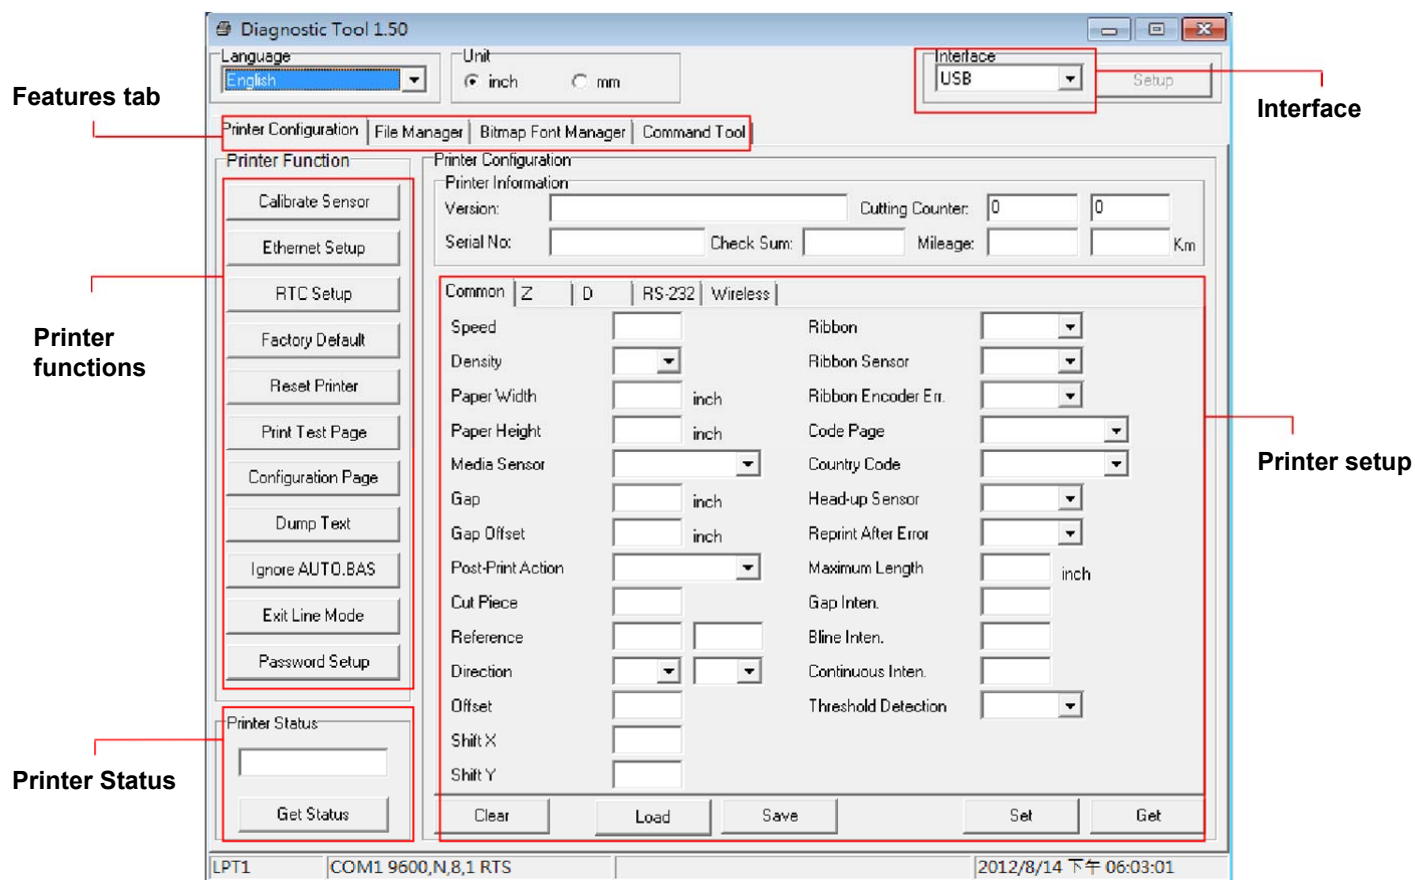 Diagnostic Tool 1.50
Language
Unit
Interface
English
inch
mm
USB
Setup
Features tab
Interface
Printer Configuration File Manager Bitmap Font Manager Command Tool
Printer Function
Printer Configuration
Printer Information
Calibrate Sensor
Version:
Cutting Counter: 0 0
Ethernet Setup
Serial No:
Check Sum:
Mileage:
Km
RTC Setup
Common Z D RS-232 Wireless
Printer functions
Factory Default
Reset Printer
Print Test Page
Configuration Page
Dump Text
Ignore AUTO.BAS
Exit Line Mode
Password Setup
Speed
Density
Paper Width inch
Paper Height inch
Media Sensor
Gap inch
Gap Offset inch
Post-Print Action
Cut Piece
Reference
Direction
Offset
Shift X
Shift Y
Ribbon
Ribbon Sensor
Ribbon Encoder Err.
Code Page
Country Code
Head-up Sensor
Reprint After Error
Maximum Length inch
Gap Inten.
Bline Inten.
Continuous Inten.
Threshold Detection
Printer setup
Printer Status
Printer Status
Get Status
Clear Load Save Set Get
LPT1 COM1 9600,N,8,1 RTS 2012/8/14 下午 06:03:01